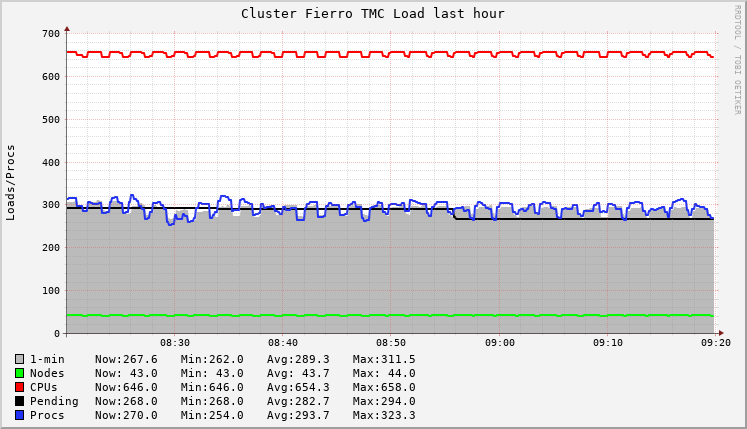 Cluster Fierro TMC Load last hour
RRDTOOL / TOBI OETIKER
Loads/Procs
700
600
500
400
300
200
100
0
08:30 08:40 08:50 09:00 09:10 09:20
1-min Now:267.6 Min:262.0 Avg:289.3 Max:311.5
Nodes Now: 43.0 Min: 43.0 Avg: 43.7 Max: 44.0
CPUs Now:646.0 Min:646.0 Avg:654.3 Max:658.0
Pending Now:268.0 Min:268.0 Avg:282.7 Max:294.0
Procs Now:270.0 Min:254.0 Avg:293.7 Max:323.3